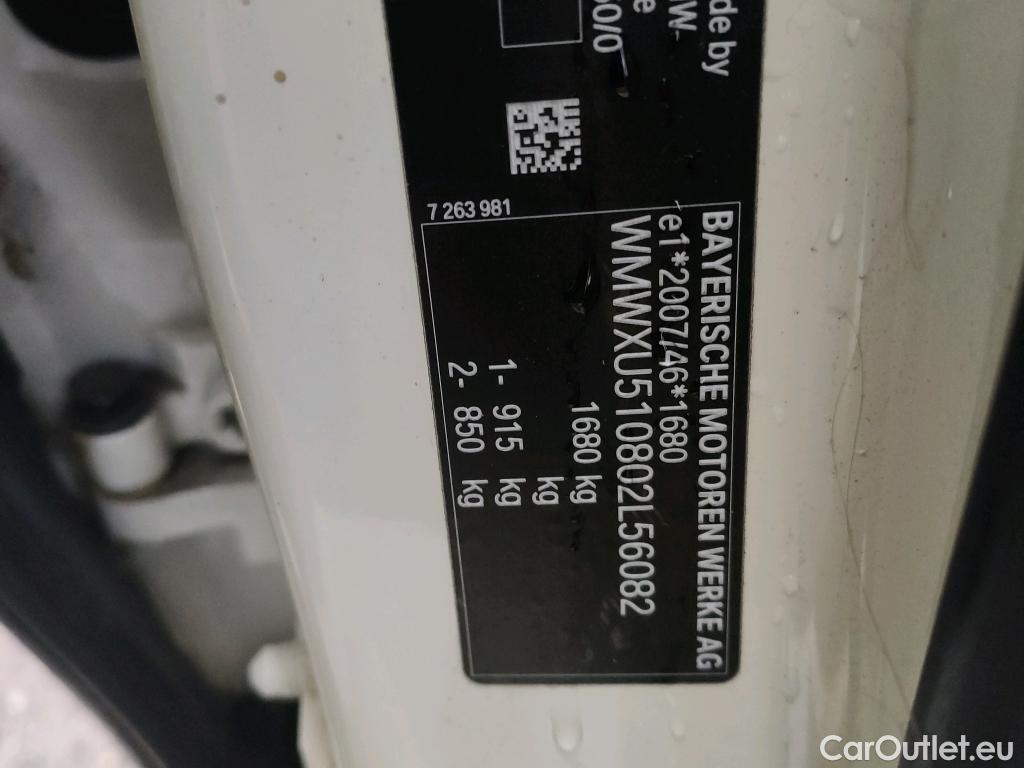 de by
W-
e
60/0
7 263 981
BAYERISCHE MOTOREN WERKE AG
e1*2007/46*1680
WMWXU510802L56082
1680 kg
kg
1- 915 kg
2- 850 kg
CarOutlet.eu